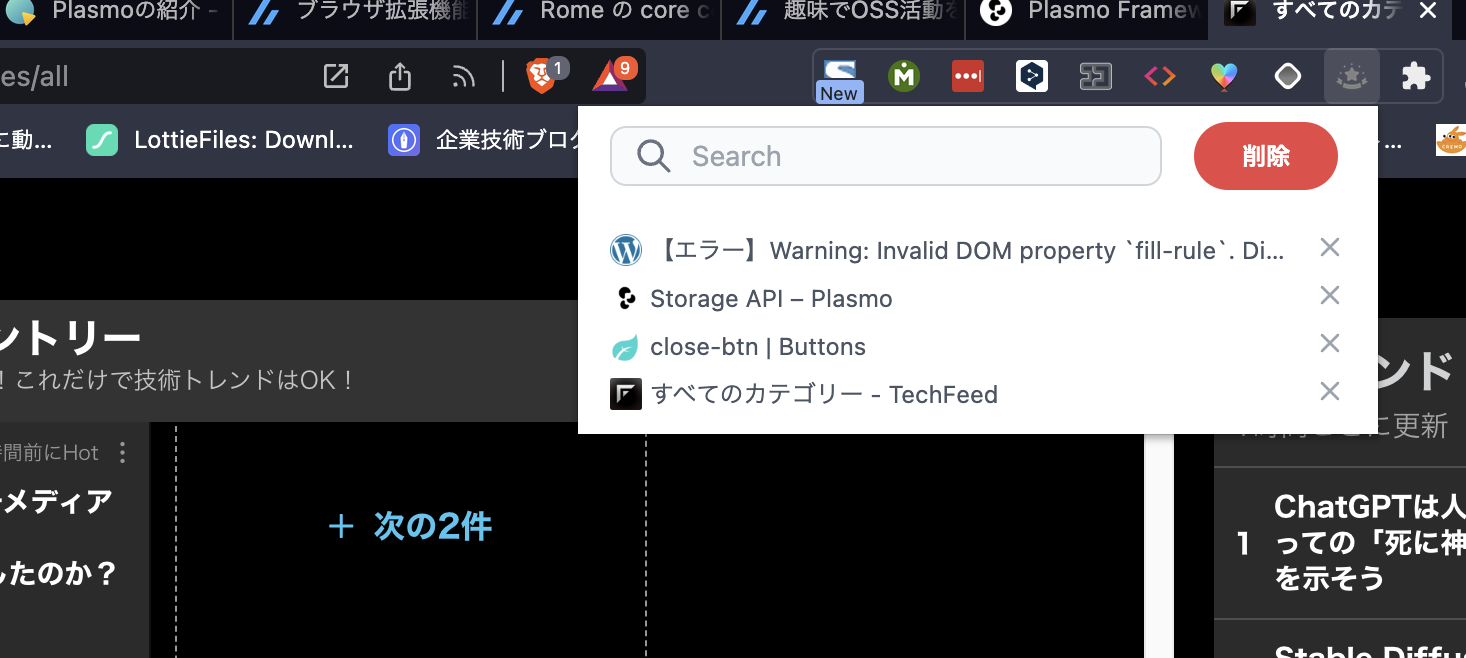 Plasmoの紹介 -
ブラウザ拡張機能
Rome の core c
趣味でOSS活動を
Plasmo Framew
すべてのカテ
es/all
1
9
New
に動...
LottieFiles: Downl...
企業技術ブログ
...
Search
削除
【エラー】Warning: Invalid DOM property `fill-rule`. Di...
Storage API – Plasmo
close-btn | Buttons
すべてのカテゴリー - TechFeed
ントリー
！これだけで技術トレンドはOK！
ンド
に更新
時間前にHot
メディア
したのか？
＋ 次の2件
1
ChatGPTは人
っての「死に神
を示そう
Stable Diffu